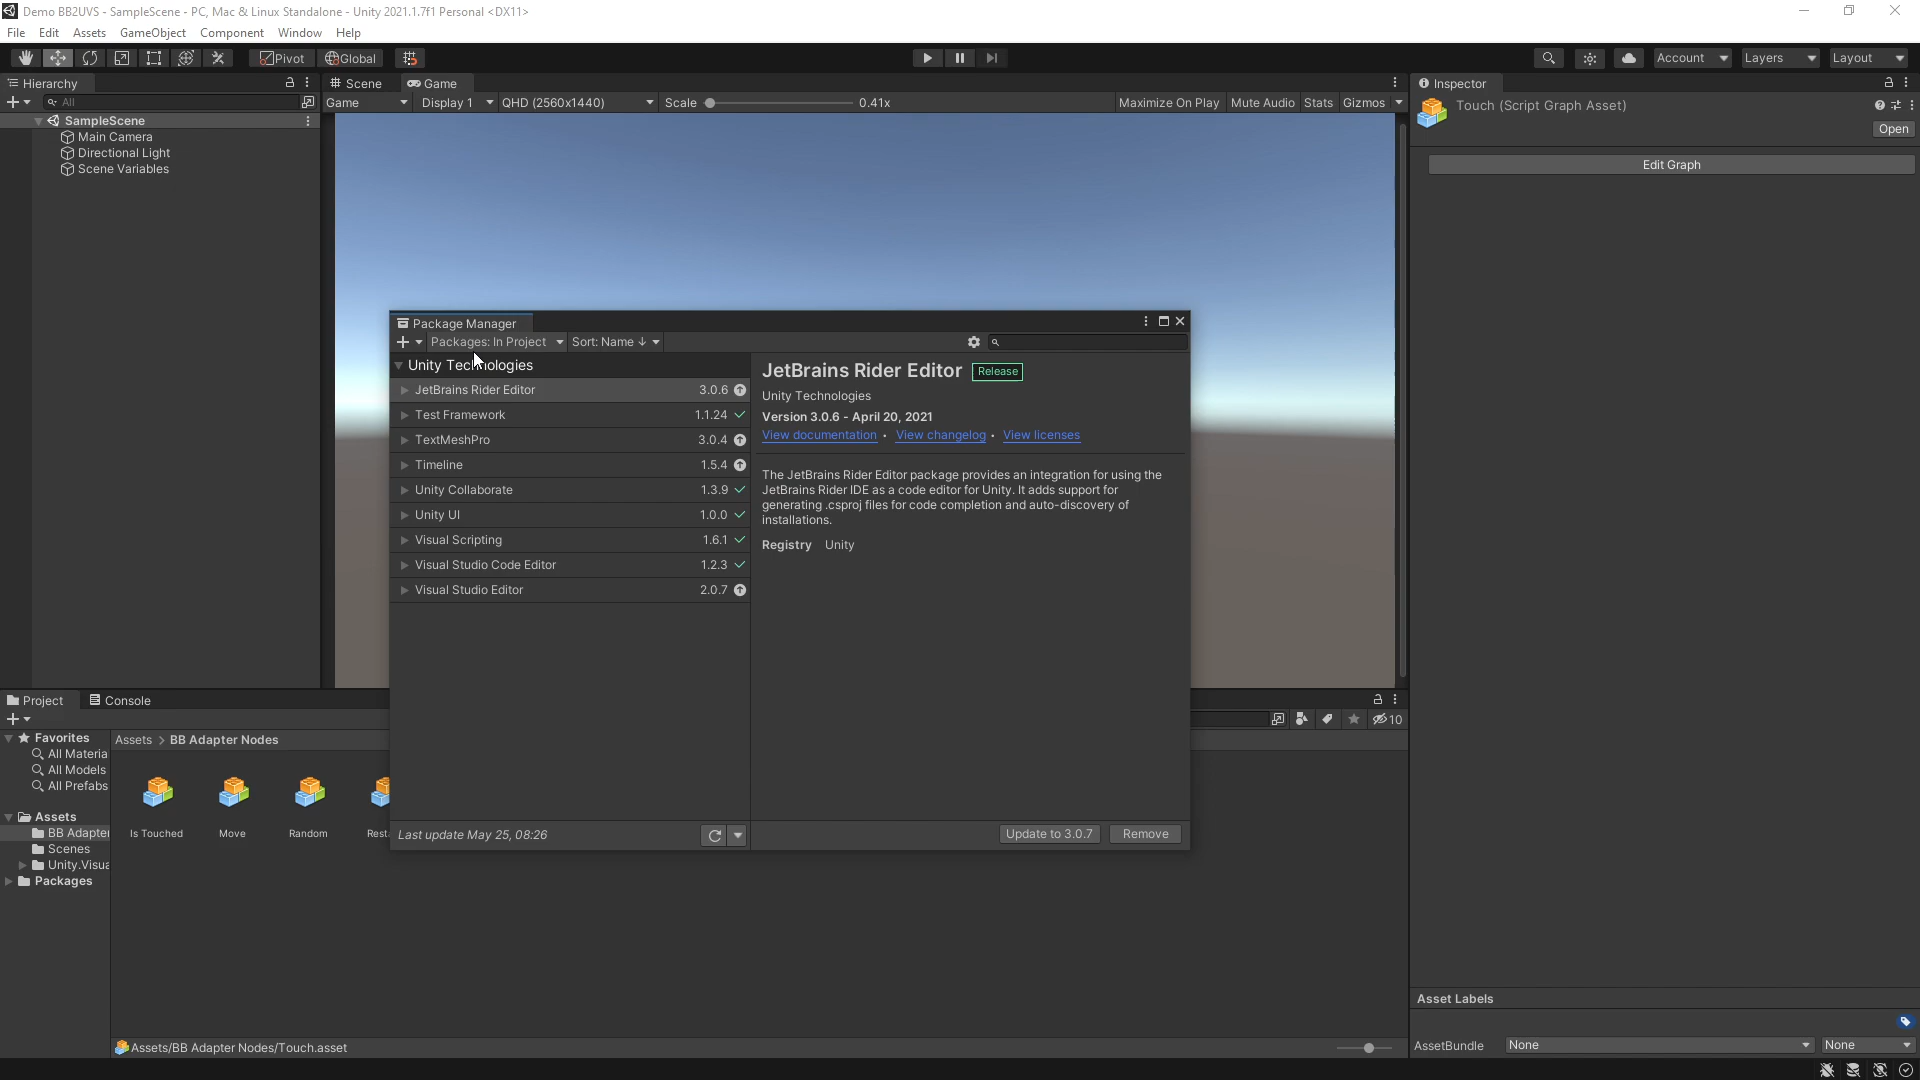 Demo BB2UVS - SampleScene - PC, Mac & Linux Standalone - Unity 2021.1.7f1 Personal <DX11>
File Edit Assets GameObject Component Window Help
Pivot Global Account Layers Layout
Hierarchy
All
SampleScene
Main Camera
Directional Light
Scene Variables
Scene Game
Game Display 1 QHD (2560x1440) Scale 0.41x Maximize On Play Mute Audio Stats Gizmos
Inspector
Touch (Script Graph Asset)
Open
Edit Graph
Package Manager
Packages: In Project Sort: Name ↓
Unity Technologies
JetBrains Rider Editor 3.0.6
Test Framework 1.1.24
TextMeshPro 3.0.4
Timeline 1.5.4
Unity Collaborate 1.3.9
Unity UI 1.0.0
Visual Scripting 1.6.1
Visual Studio Code Editor 1.2.3
Visual Studio Editor 2.0.7
Last update May 25, 08:26
JetBrains Rider Editor Release
Unity Technologies
Version 3.0.6 - April 20, 2021
View documentation · View changelog · View licenses
The JetBrains Rider Editor package provides an integration for using the
JetBrains Rider IDE as a code editor for Unity. It adds support for
generating .csproj files for code completion and auto-discovery of
installations.
Registry Unity
Update to 3.0.7 Remove
Project Console
10
Favorites
All Materia
All Models
All Prefabs
Assets
BB Adapter
Scenes
Unity.Visua
Packages
Assets > BB Adapter Nodes
Is Touched Move Random Resta
Assets/BB Adapter Nodes/Touch.asset
Asset Labels
AssetBundle None None